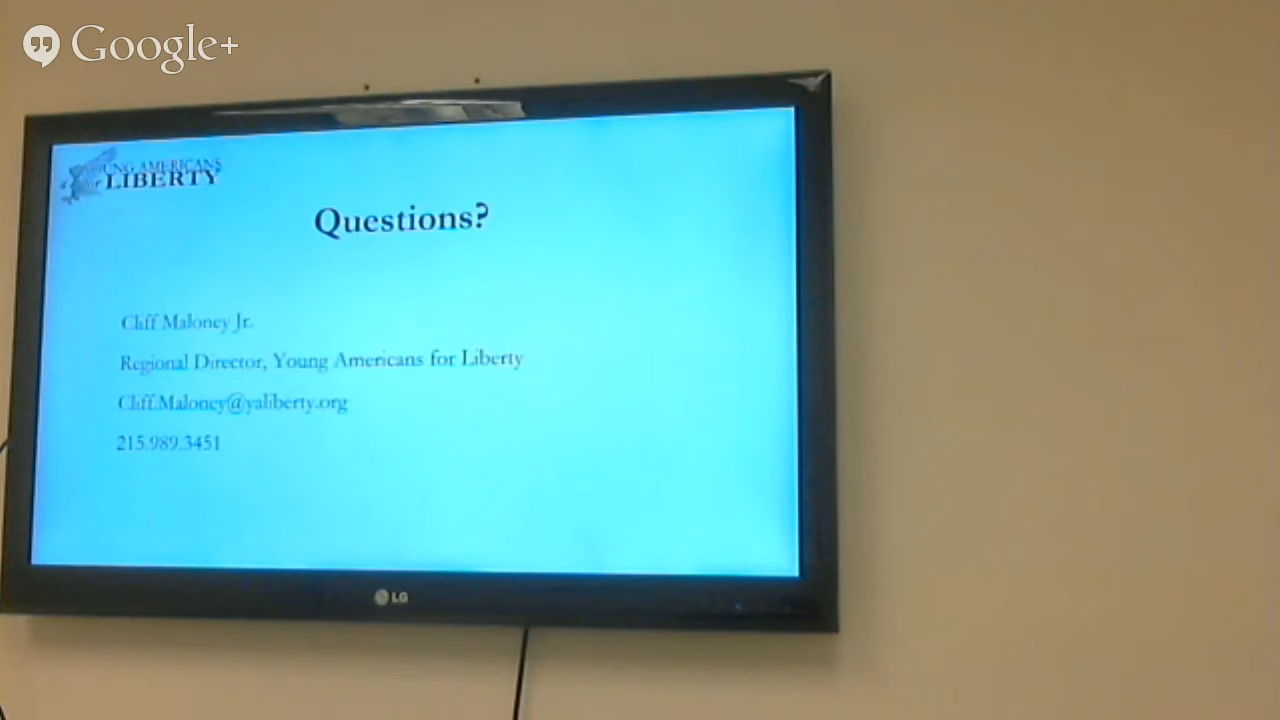 Google+
UNG AMERICANS
LIBERTY
Questions?
Cliff Maloney Jr.
Regional Director, Young Americans for Liberty
Cliff.Maloney@yaliberty.org
215.989.3451
LG